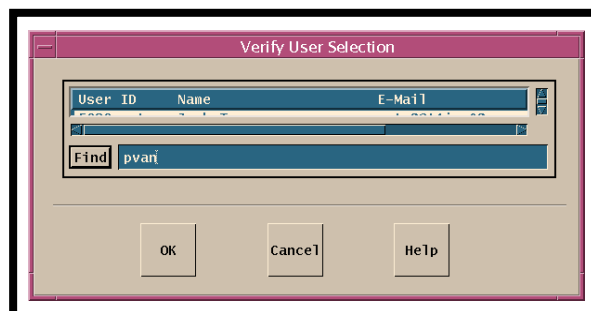 Verify User Selection
User ID Name E-Mail
Find pvan
OK Cancel Help